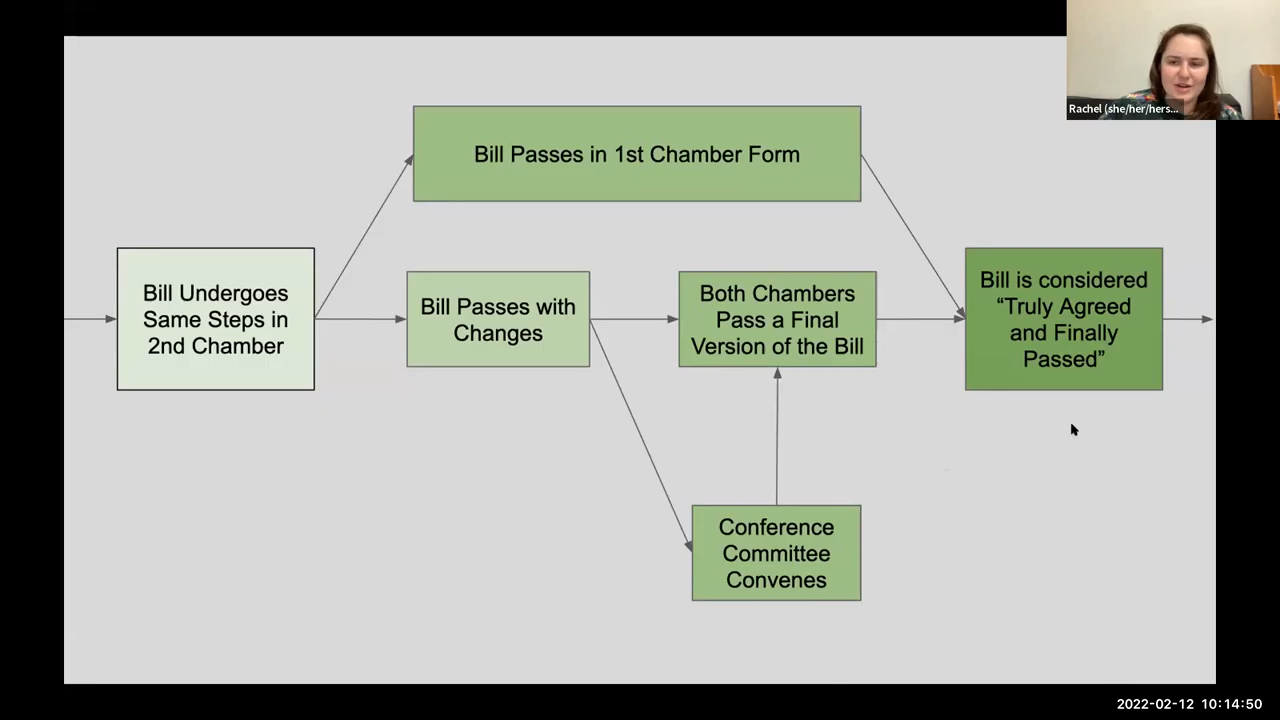 Rachel (she/her/hers...
Bill Passes in 1st Chamber Form
Bill Undergoes
Same Steps in
2nd Chamber
Bill Passes with
Changes
Both Chambers
Pass a Final
Version of the Bill
Bill is considered
“Truly Agreed
and Finally
Passed”
Conference
Committee
Convenes
2022-02-12 10:14:50